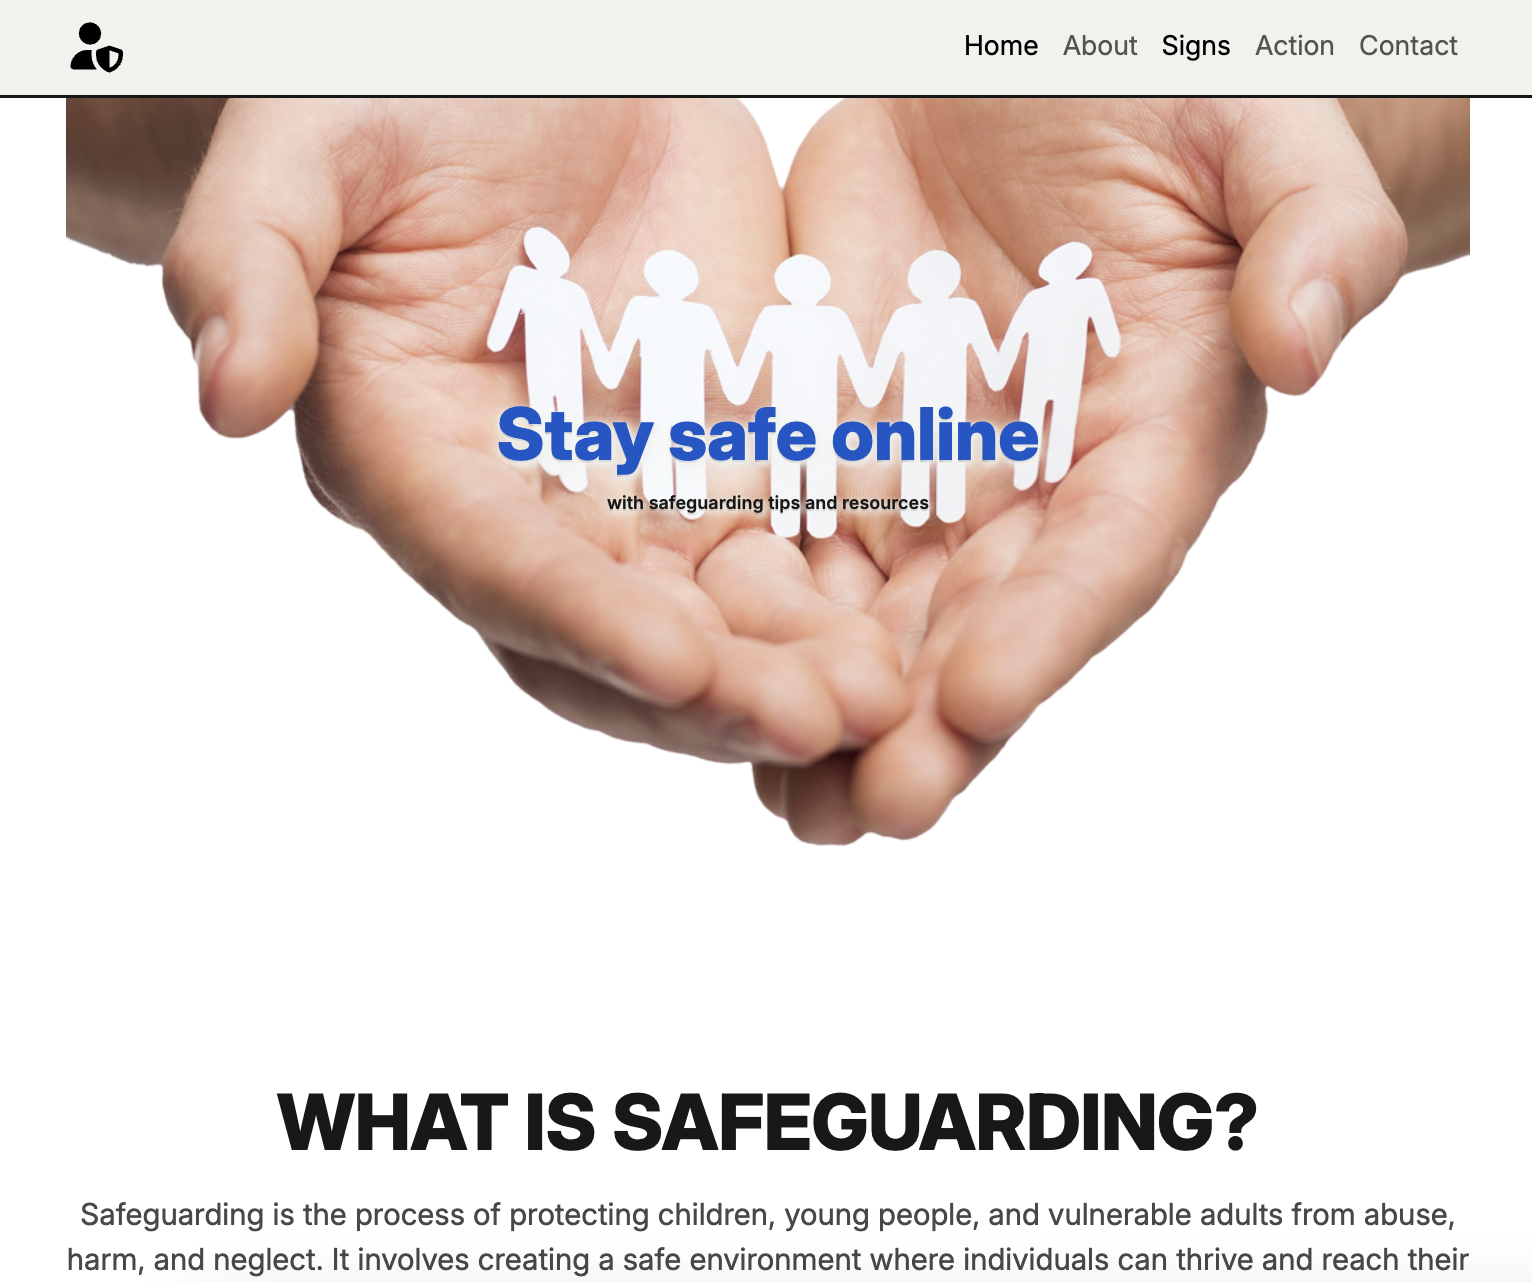 Home About Signs Action Contact
Stay safe online
with safeguarding tips and resources
WHAT IS SAFEGUARDING?
Safeguarding is the process of protecting children, young people, and vulnerable adults from abuse,
harm, and neglect. It involves creating a safe environment where individuals can thrive and reach their